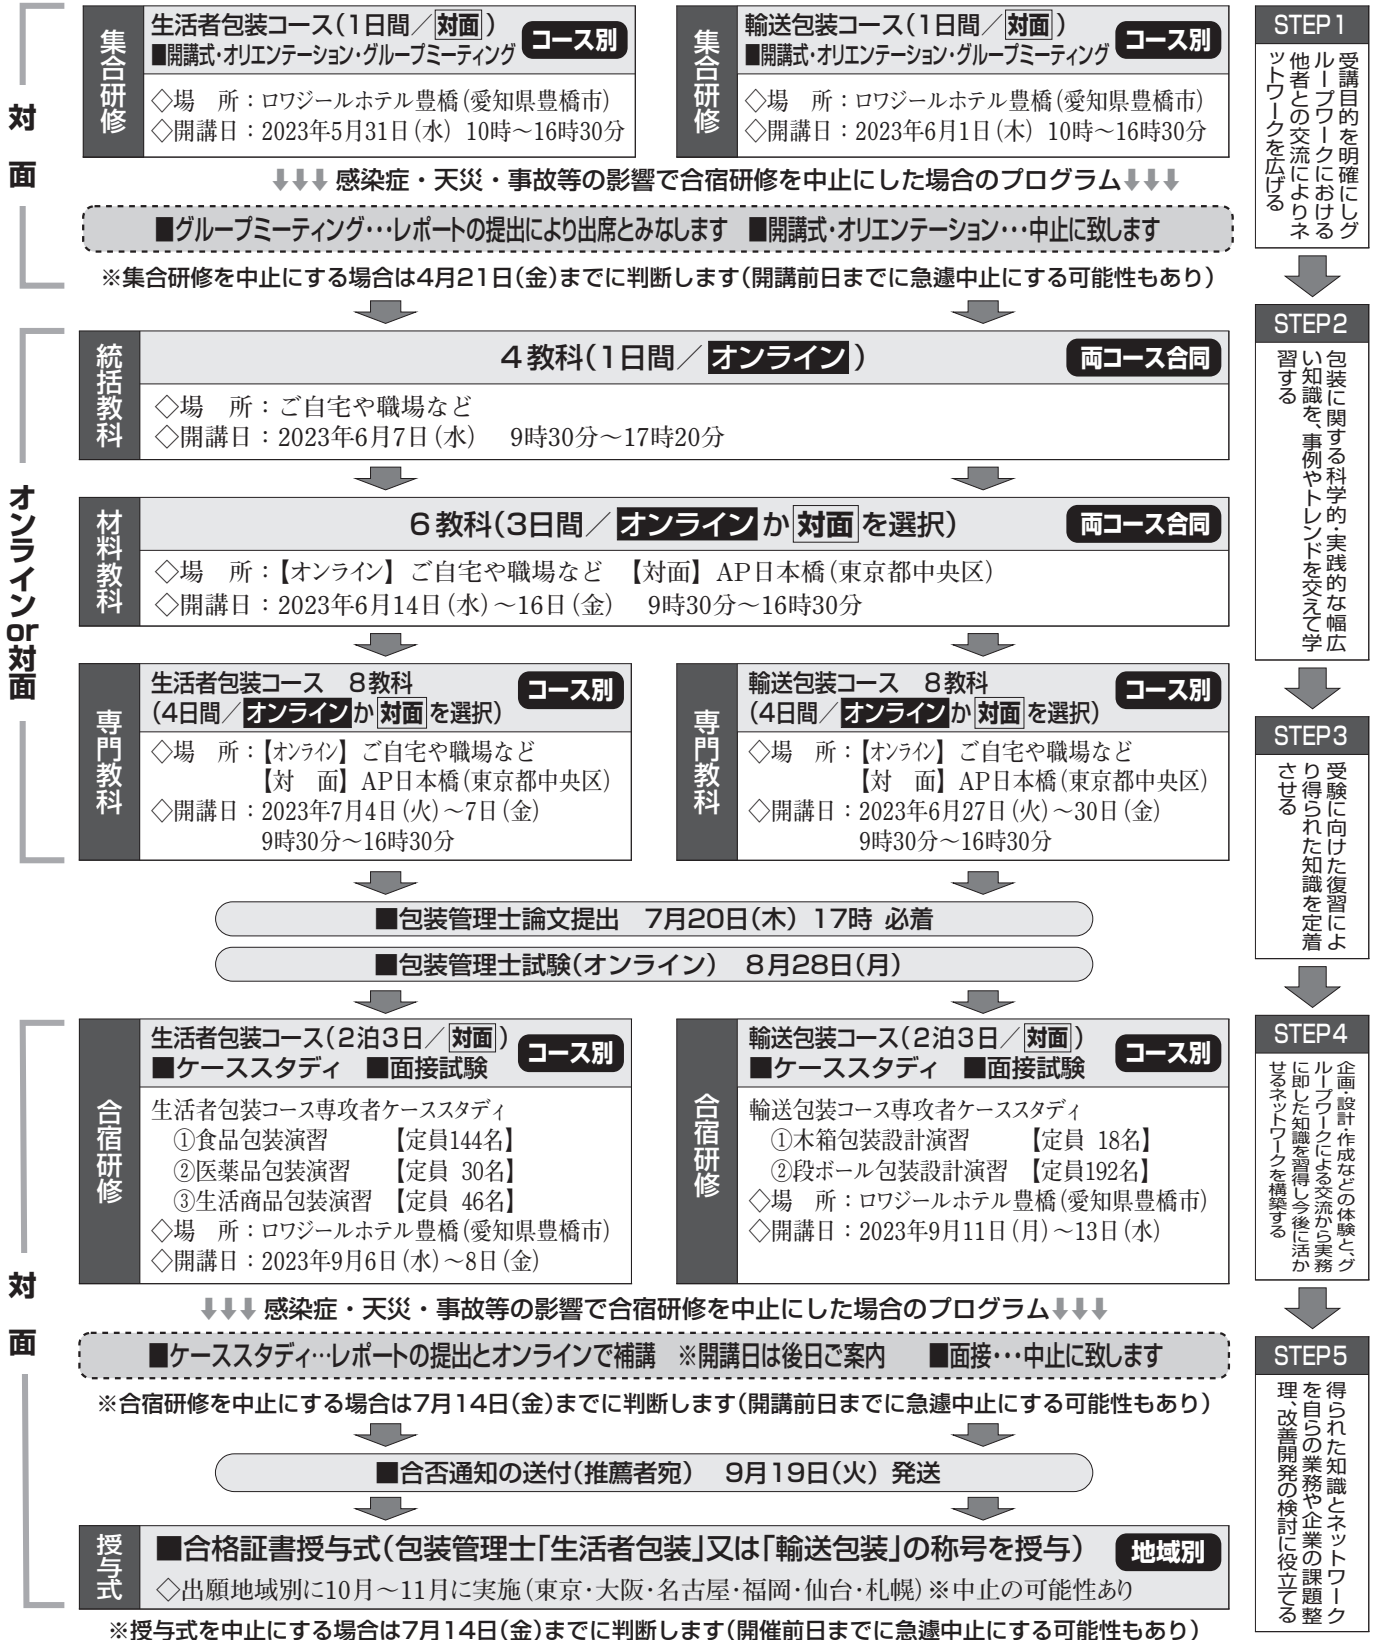 対面
集合研修
生活者包装コース(1日間／対面)
コース別
■開講式・オリエンテーション・グループミーティング
◇場　所：ロワジールホテル豊橋(愛知県豊橋市)
◇開講日：2023年5月31日(水) 10時〜16時30分
集合研修
輸送包装コース(1日間／対面)
コース別
■開講式・オリエンテーション・グループミーティング
◇場　所：ロワジールホテル豊橋(愛知県豊橋市)
◇開講日：2023年6月1日(木) 10時〜16時30分
⬇⬇⬇感染症・天災・事故等の影響で合宿研修を中止にした場合のプログラム⬇⬇⬇
■グループミーティング・・・レポートの提出により出席とみなします　■開講式・オリエンテーション・・・中止に致します
※集合研修を中止にする場合は4月21日(金)までに判断します(開講前日までに急遽中止にする可能性もあり)
オンラインor対面
統括教科
4教科(1日間／オンライン)
両コース合同
◇場　所：ご自宅や職場など
◇開講日：2023年6月7日(水)　9時30分〜17時20分
材料教科
6教科(3日間／オンラインか対面を選択)
両コース合同
◇場　所：【オンライン】ご自宅や職場など　【対面】AP日本橋(東京都中央区)
◇開講日：2023年6月14日(水)〜16日(金)　9時30分〜16時30分
専門教科
生活者包装コース　8教科
(4日間／オンラインか対面を選択)
コース別
◇場　所：【オンライン】ご自宅や職場など
【対　面】AP日本橋(東京都中央区)
◇開講日：2023年7月4日(火)〜7日(金)
9時30分〜16時30分
専門教科
輸送包装コース　8教科
(4日間／オンラインか対面を選択)
コース別
◇場　所：【オンライン】ご自宅や職場など
【対　面】AP日本橋(東京都中央区)
◇開講日：2023年6月27日(火)〜30日(金)
9時30分〜16時30分
■包装管理士論文提出　7月20日(木) 17時 必着
■包装管理士試験(オンライン)　8月28日(月)
対面
合宿研修
生活者包装コース(2泊3日／対面)
■ケーススタディ　■面接試験
コース別
生活者包装コース専攻者ケーススタディ
①食品包装演習　【定員144名】
②医薬品包装演習　【定員 30名】
③生活商品包装演習　【定員 46名】
◇場　所：ロワジールホテル豊橋(愛知県豊橋市)
◇開講日：2023年9月6日(水)〜8日(金)
合宿研修
輸送包装コース(2泊3日／対面)
■ケーススタディ　■面接試験
コース別
輸送包装コース専攻者ケーススタディ
①木箱包装設計演習　【定員 18名】
②段ボール包装設計演習　【定員192名】
◇場　所：ロワジールホテル豊橋(愛知県豊橋市)
◇開講日：2023年9月11日(月)〜13日(水)
⬇⬇⬇感染症・天災・事故等の影響で合宿研修を中止にした場合のプログラム⬇⬇⬇
■ケーススタディ…レポートの提出とオンラインで補講　※開講日は後日ご案内　■面接・・・中止に致します
※合宿研修を中止にする場合は7月14日(金)までに判断します(開講前日までに急遽中止にする可能性もあり)
■合否通知の送付(推薦者宛)　9月19日(火) 発送
授与式
■合格証書授与式(包装管理士「生活者包装」又は「輸送包装」の称号を授与)
地域別
◇出願地域別に10月〜11月に実施(東京・大阪・名古屋・福岡・仙台・札幌)※中止の可能性あり
※授与式を中止にする場合は7月14日(金)までに判断します(開催前日までに急遽中止にする可能性もあり)
STEP1
受講目的を明確にしグ
ループワークにおける
他者との交流によりネ
ットワークを広げる
STEP2
包装に関する科学的・実践的な幅広
い知識を、事例やトレンドを交えて学
習する
STEP3
受験に向けた復習によ
り得られた知識を定着
させる
STEP4
企画・設計・作成などの体験と、グ
ループワークによる交流から実務
に即した知識を習得し今後に活か
せるネットワークを構築する
STEP5
得られた知識とネットワーク
を自らの業務や企業の課題整
理、改善開発の検討に役立てる